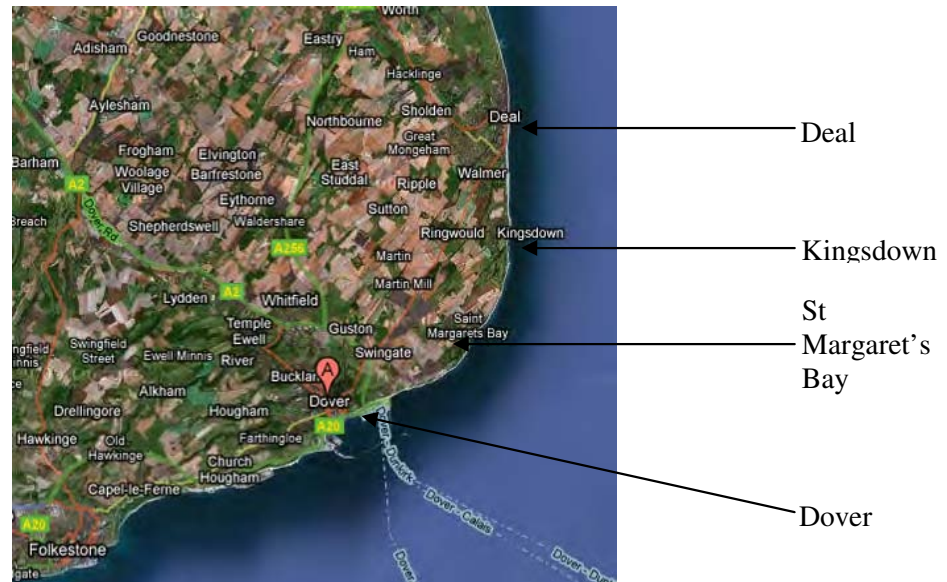 Worth
Goodnestone
Adisham
Eastry
Ham
Hacklinge
Aylesham
Sholden
Deal
Northbourne
Great
Mongeham
Barham
Frogham
Elvington
Woolage
Village
Barfrestone
East
Studdal
Ripple
Walmer
A2
Eythorne
Sutton
Breach
Dover Rd
Shepherdswell
Waldershare
Ringwould
Kingsdown
A256
Martin
Lydden
A2
Whitfield
Martin Mill
Temple
Ewell
Guston
Saint
Margarets Bay
Swingfield
Street
Ewell Minnis
River
Swingate
A
Alkham
Dover
Drellingore
Hougham
A20
Hawkinge
Old
Hawkinge
Farthingloe
Church
Hougham
Capel-le-Ferne
A20
Folkestone
Dover - Dunkirk
Dover - Calais
Deal
Kingsdown
St
Margaret's
Bay
Dover